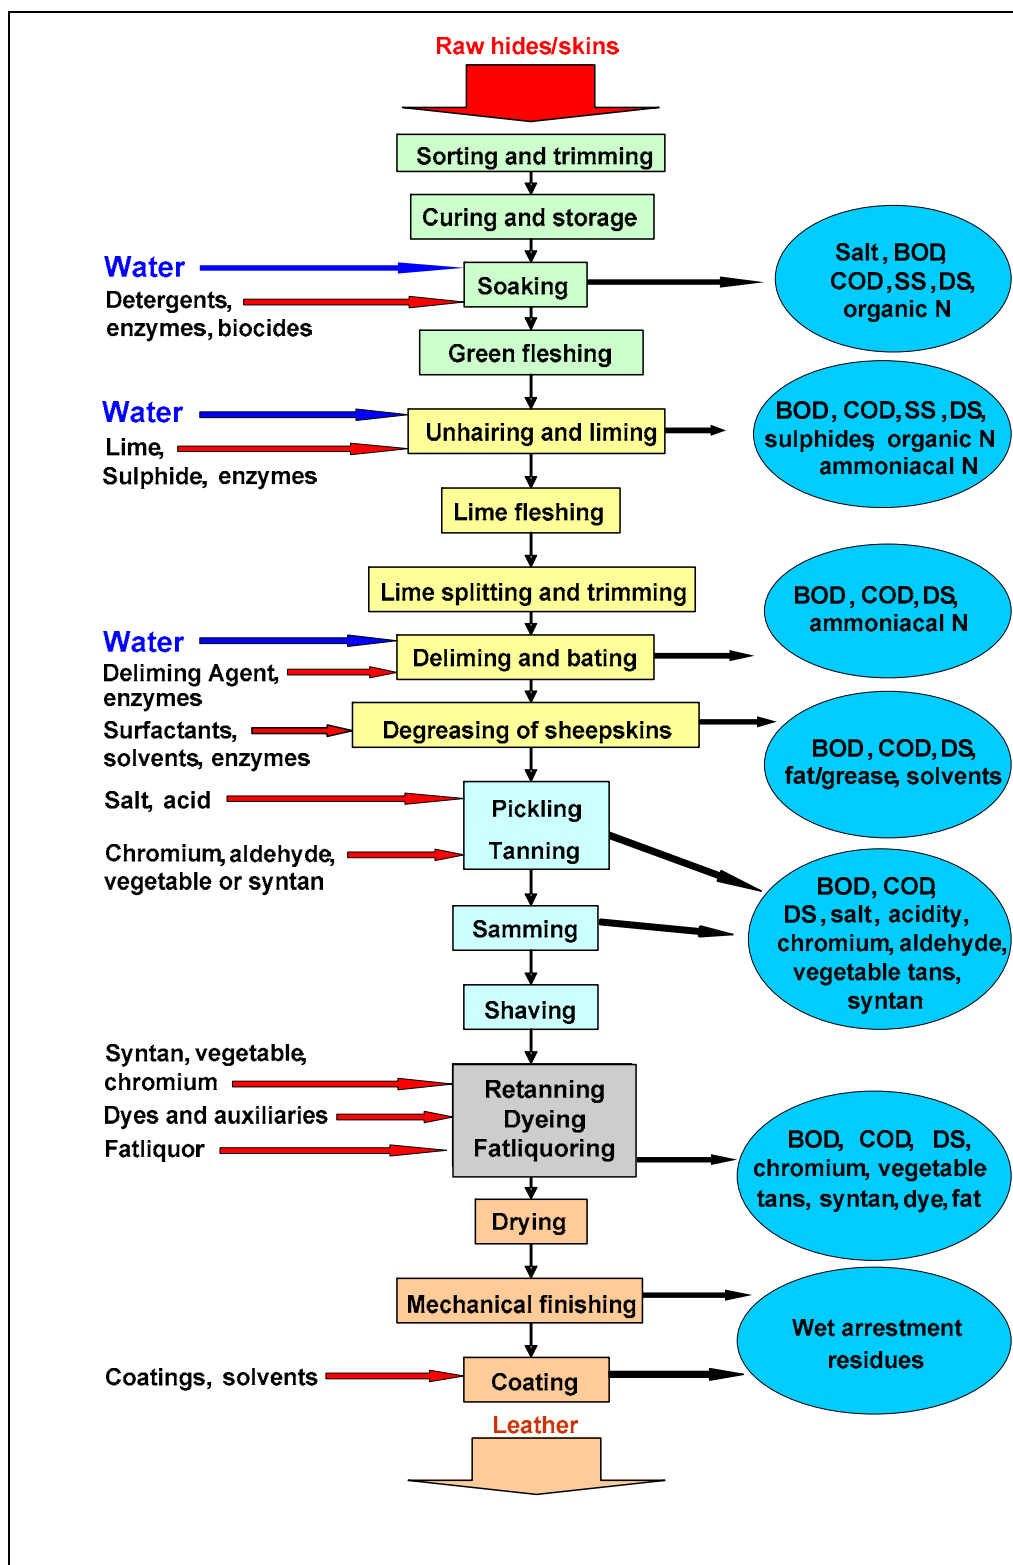 Raw hides/skins
Sorting and trimming
Curing and storage
Water
Detergents,
enzymes, biocides
Soaking
Salt, BOD,
COD, SS, DS,
organic N
Green fleshing
Water
Lime,
Sulphide, enzymes
Unhairing and liming
BOD, COD, SS, DS,
sulphides, organic N
ammoniacal N
Lime fleshing
Lime splitting and trimming
Water
Deliming Agent,
enzymes
Deliming and bating
BOD, COD, DS,
ammoniacal N
Surfactants,
solvents, enzymes
Degreasing of sheepskins
BOD, COD, DS,
fat/grease, solvents
Salt, acid
Pickling
Chromium, aldehyde,
vegetable or syntan
Tanning
Samming
BOD, COD,
DS, salt, acidity,
chromium, aldehyde,
vegetable tans,
syntan
Shaving
Syntan, vegetable,
chromium
Dyes and auxiliaries
Fatliquor
Retanning
Dyeing
Fatliquoring
BOD, COD, DS,
chromium, vegetable
tans, syntan, dye, fat
Drying
Mechanical finishing
Wet arrestment
residues
Coatings, solvents
Coating
Leather